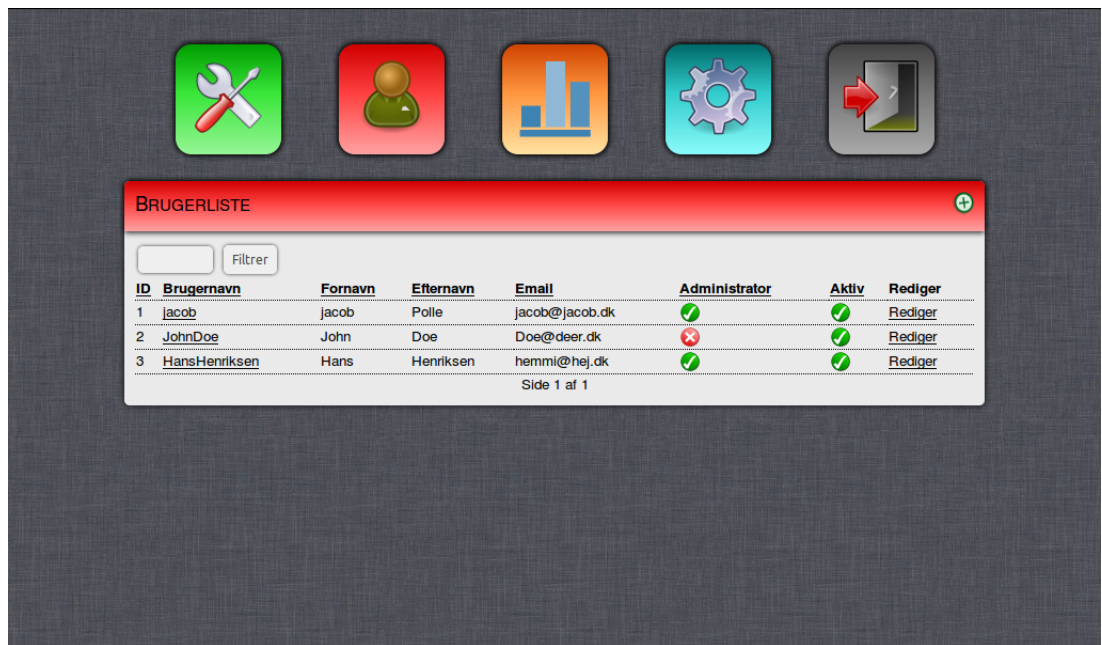 BRUGERLISTE
Filtrer
ID Brugernavn Fornavn Efternavn Email Administrator Aktiv Rediger
1 jacob jacob Polle jacob@jacob.dk Rediger
2 JohnDoe John Doe Doe@deer.dk Rediger
3 HansHenriksen Hans Henriksen hemmi@hej.dk Rediger
Side 1 af 1